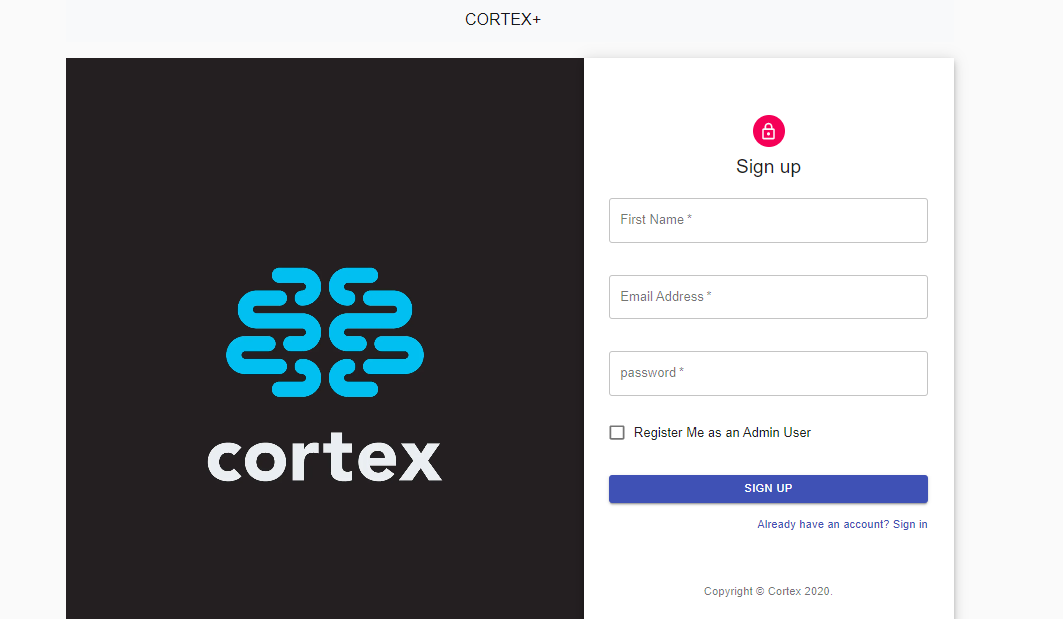 CORTEX+
cortex
Sign up
First Name *
Email Address *
password *
Register Me as an Admin User
SIGN UP
Already have an account? Sign in
Copyright © Cortex 2020.